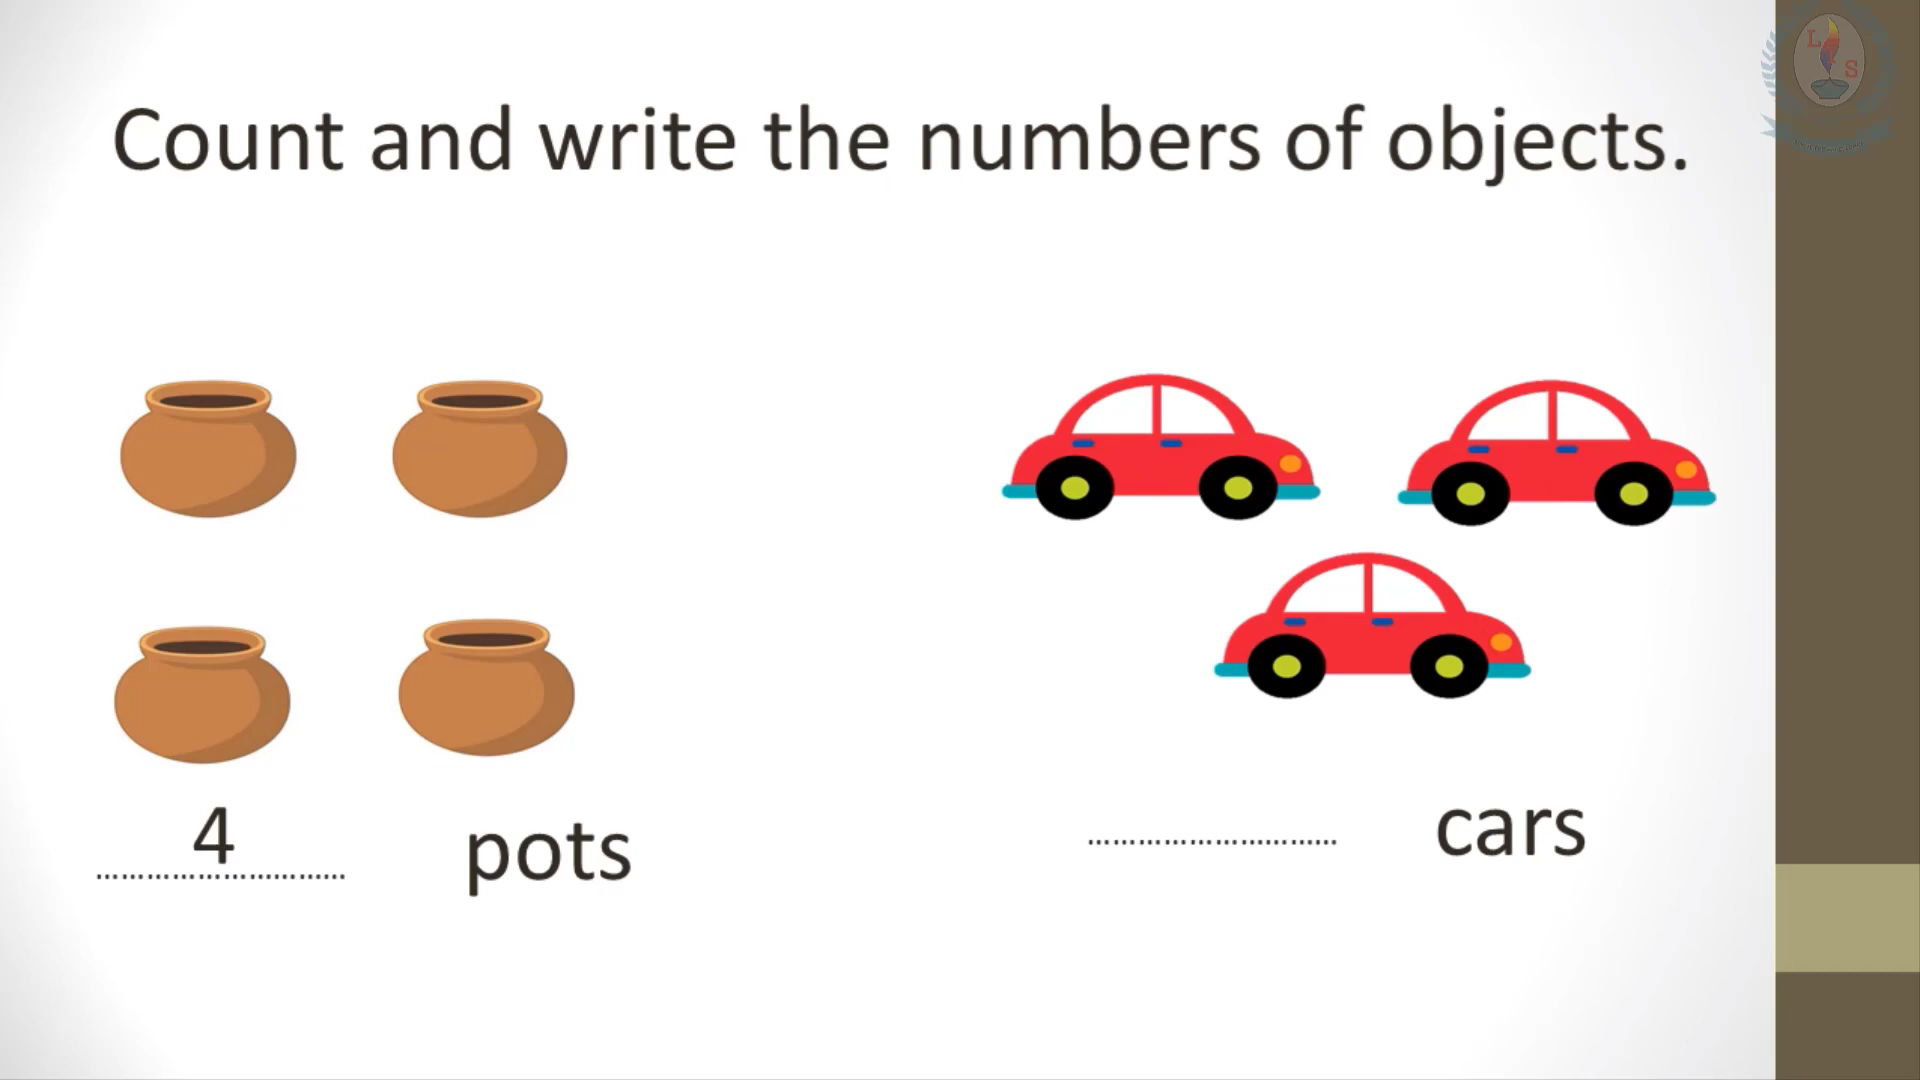 Count and write the numbers of objects.
4
........................... pots
........................... cars
L
S